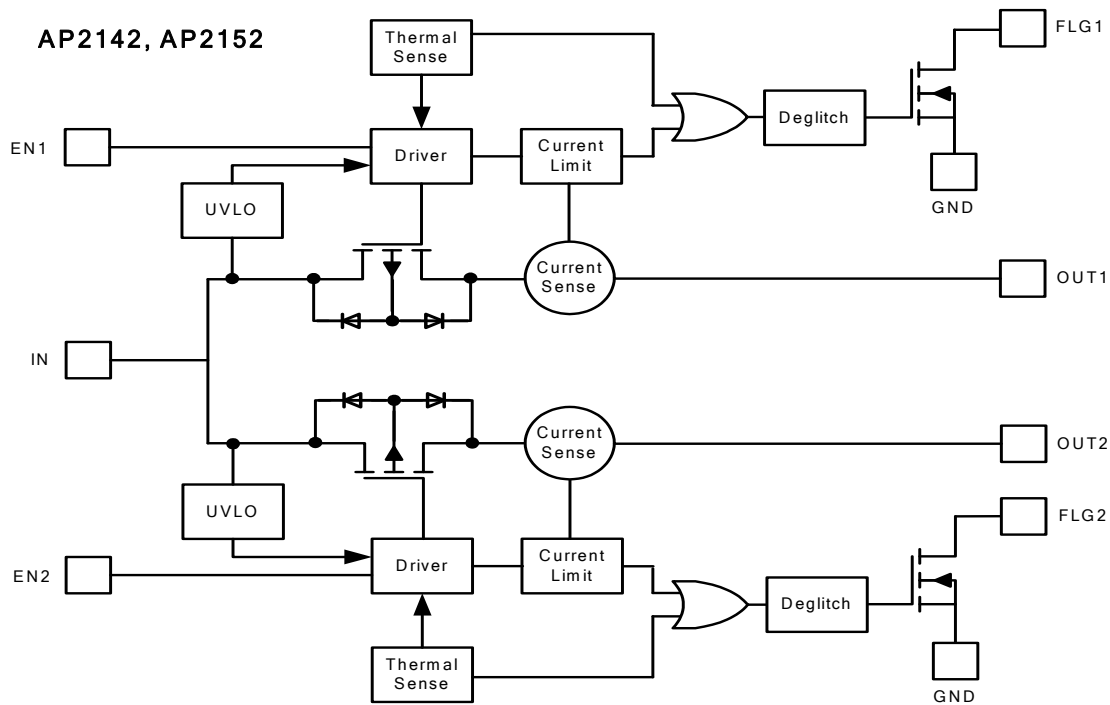 AP2142, AP2152
Thermal
Sense
FLG1
Deglitch
EN1
Driver
Current
Limit
GND
UVLO
Current
Sense
OUT1
IN
Current
Sense
OUT2
UVLO
FLG2
EN2
Driver
Current
Limit
Deglitch
Thermal
Sense
GND